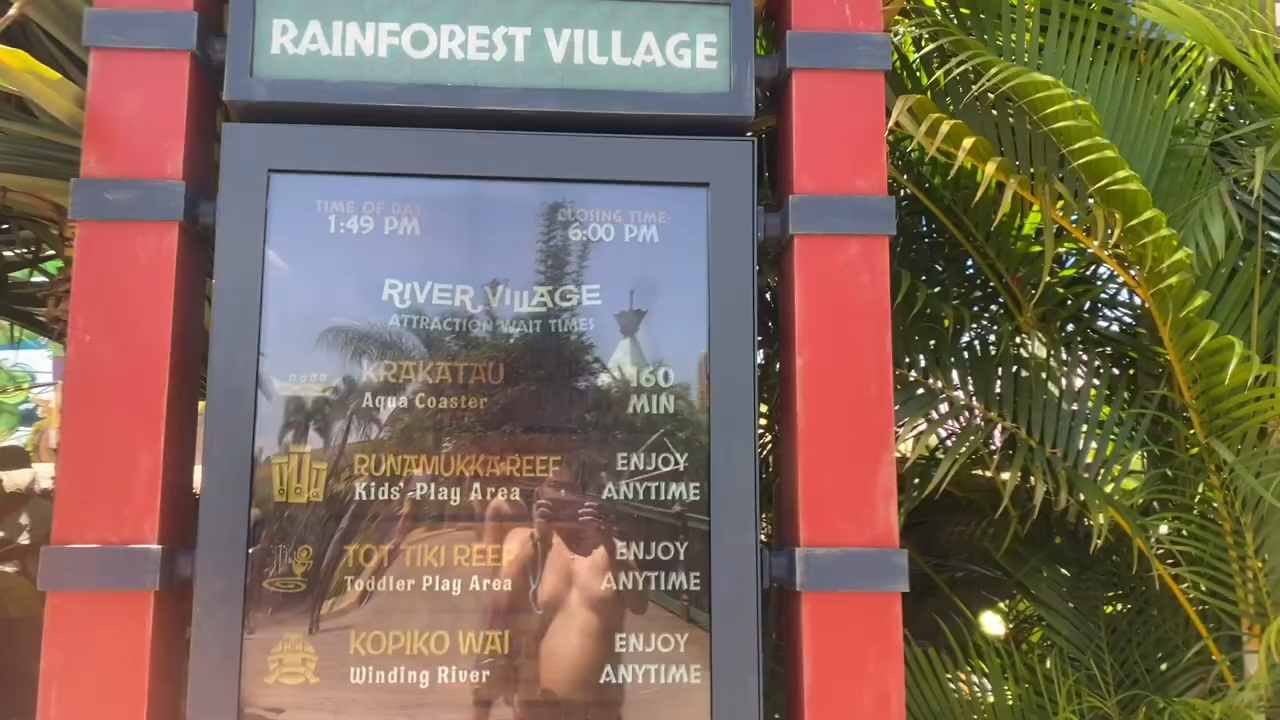 RAINFOREST VILLAGE
TIME OF DAY
1:49 PM
CLOSING TIME:
6:00 PM
RIVER VILLAGE
ATTRACTION WAIT TIMES
KRAKATAU
Aqua Coaster
160
MIN
RUNAMUKKA REEF
Kids' Play Area
ENJOY
ANYTIME
TOT TIKI REEF
Toddler Play Area
ENJOY
ANYTIME
KOPIKO WAI
Winding River
ENJOY
ANYTIME